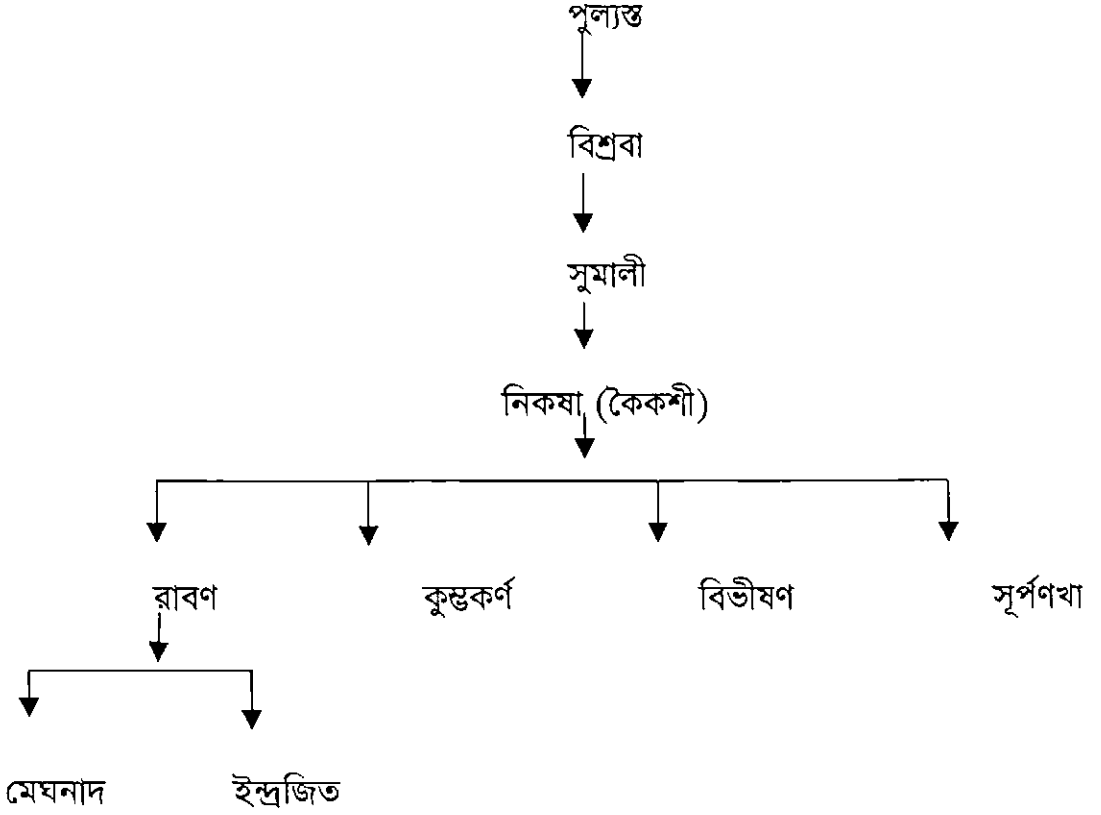 পুল্যস্ত
বিশ্রবা
সুমালী
নিকষা (কৈকশী)
রাবণ কুম্ভকর্ণ বিভীষণ সূর্পণখা
মেঘনাদ ইন্দ্রজিত